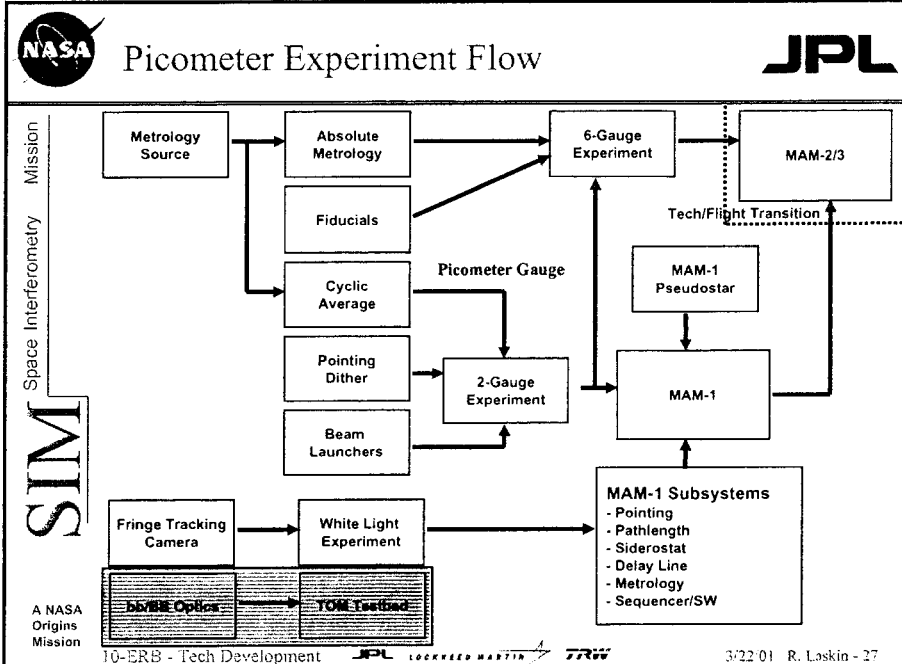 NASA
Picometer Experiment Flow
JPL
Space Interferometry Mission
SIM
A NASA
Origins
Mission
Metrology
Source
Absolute
Metrology
6-Gauge
Experiment
MAM-2/3
Tech/Flight Transition
Fiducials
Cyclic
Average
Picometer Gauge
MAM-1
Pseudostar
Pointing
Dither
2-Gauge
Experiment
MAM-1
Beam
Launchers
MAM-1 Subsystems
- Pointing
- Pathlength
- Siderostat
- Delay Line
- Metrology
- Sequencer/SW
Fringe Tracking
Camera
White Light
Experiment
bb/BB Optics
TOM Testbed
10-ERB - Tech Development
JPL
LOCKHEED MARTIN
TRW
3/22/01 R. Laskin - 27